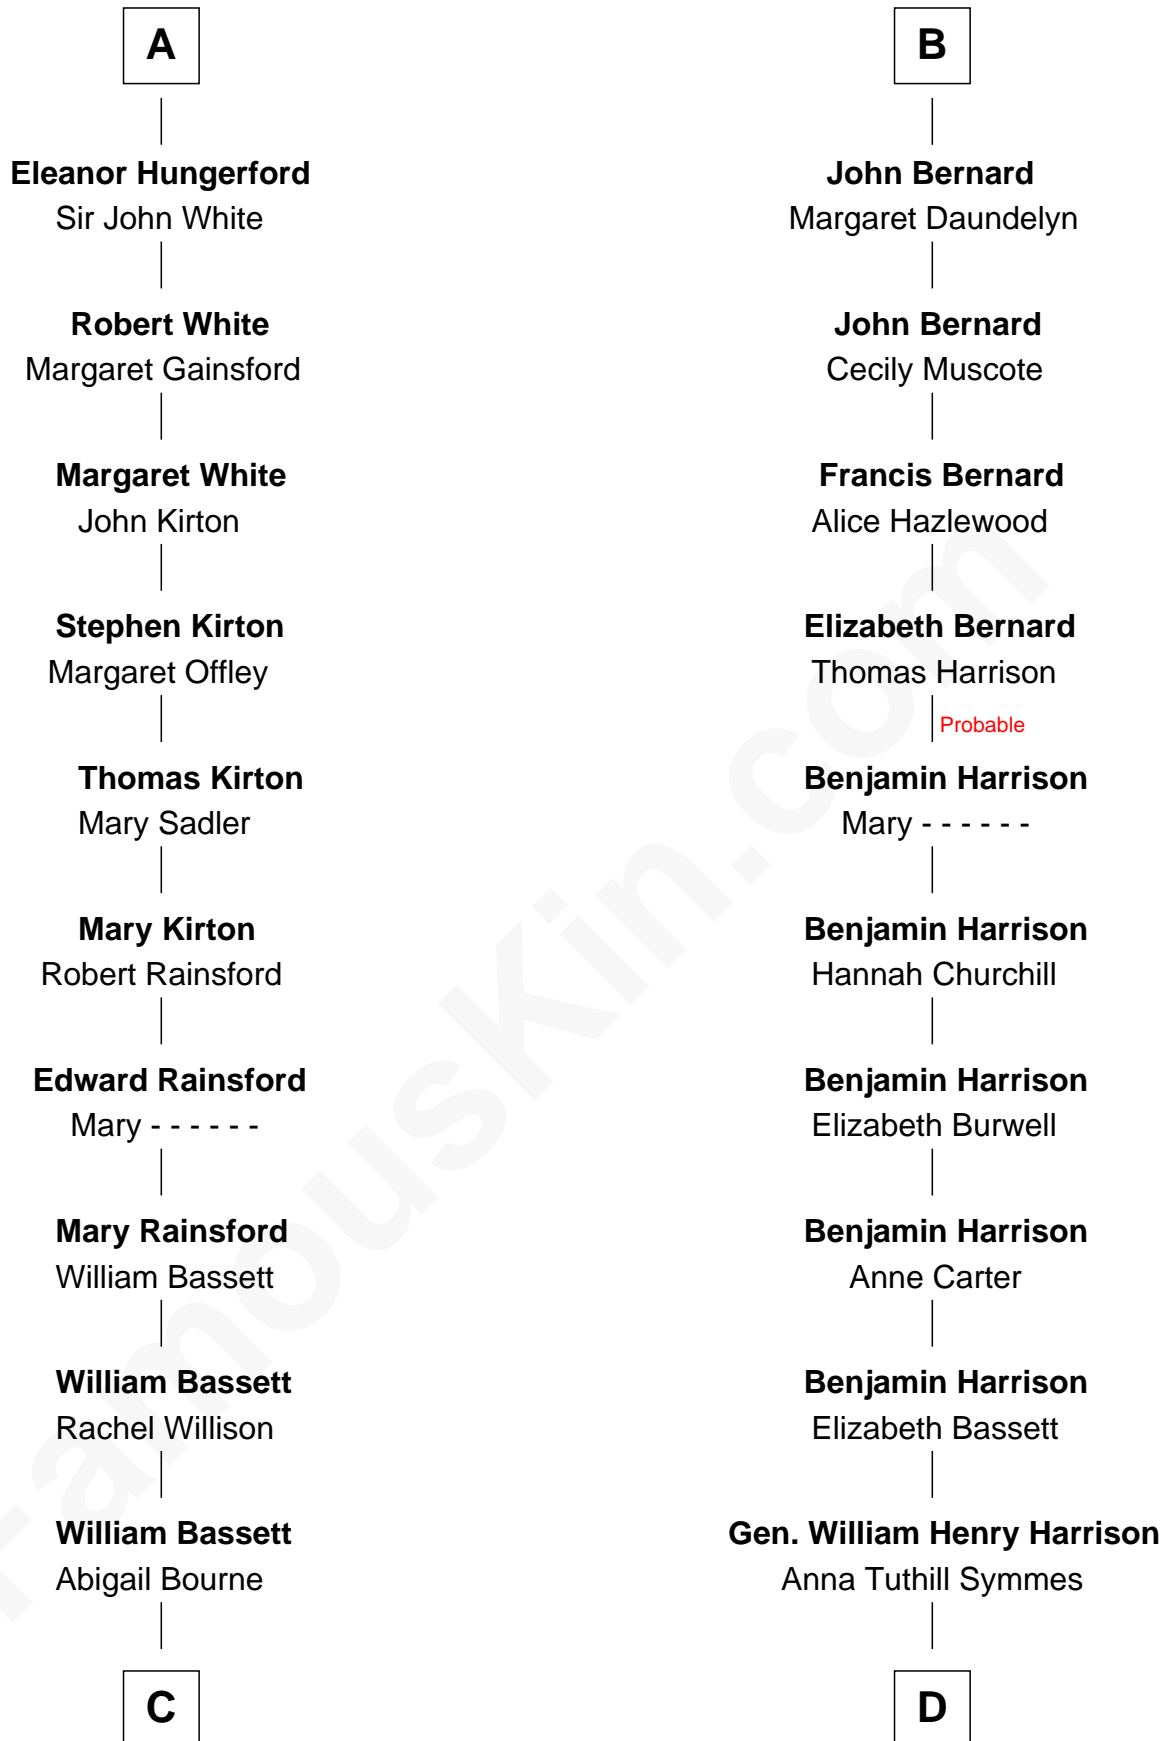 A
Eleanor Hungerford
Sir John White
Robert White
Margaret Gainsford
Margaret White
John Kirton
Stephen Kirton
Margaret Offley
Thomas Kirton
Mary Sadler
Mary Kirton
Robert Rainsford
Edward Rainsford
Mary - - - - - -
Mary Rainsford
William Bassett
William Bassett
Rachel Willison
William Bassett
Abigail Bourne
C
B
John Bernard
Margaret Daundelyn
John Bernard
Cecily Muscote
Francis Bernard
Alice Hazlewood
Elizabeth Bernard
Thomas Harrison
Probable
Benjamin Harrison
Mary - - - - - -
Benjamin Harrison
Hannah Churchill
Benjamin Harrison
Elizabeth Burwell
Benjamin Harrison
Anne Carter
Benjamin Harrison
Elizabeth Bassett
Gen. William Henry Harrison
Anna Tuthill Symmes
D
FamousKin.com